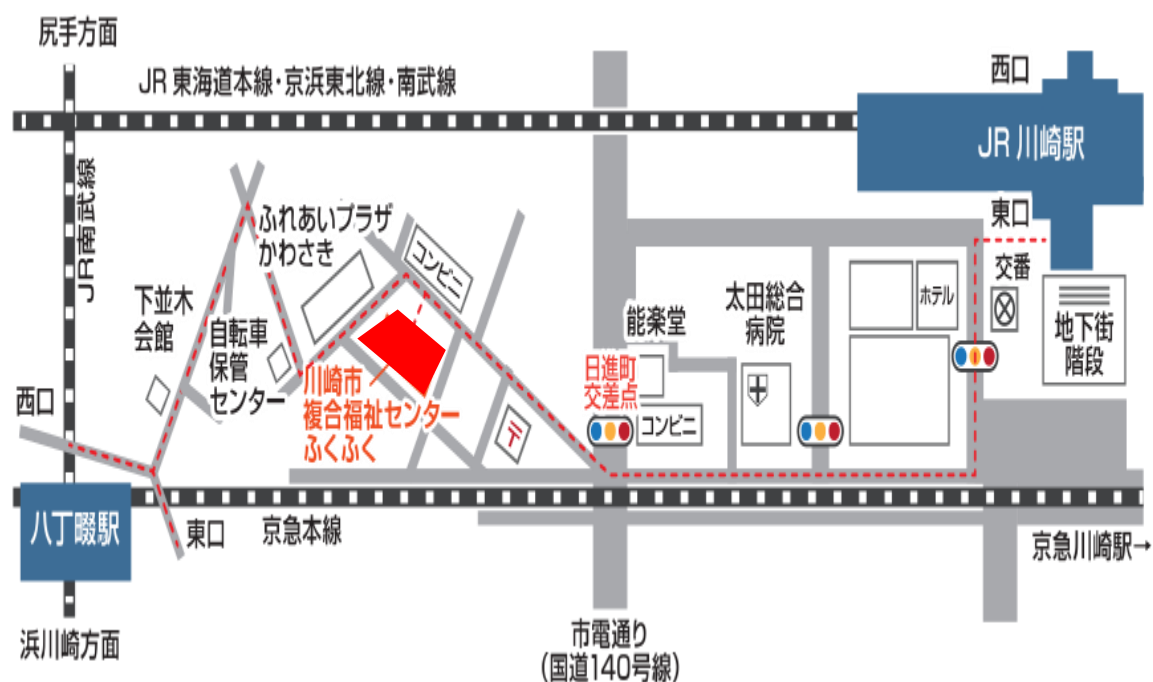 尻手方面
JR 東海道本線・京浜東北線・南武線
西口
JR 川崎駅
東口
JR南武線
ふれあいプラザ
かわさき
コンビニ
交番
ホテル
太田総合
病院
地下街
階段
下並木
会館
自転車
保管
センター
能楽堂
日進町
交差点
コンビニ
川崎市
複合福祉センター
ふくふく
〒
西口
八丁畷駅
東口
京急本線
京急川崎駅→
浜川崎方面
市電通り
(国道140号線)